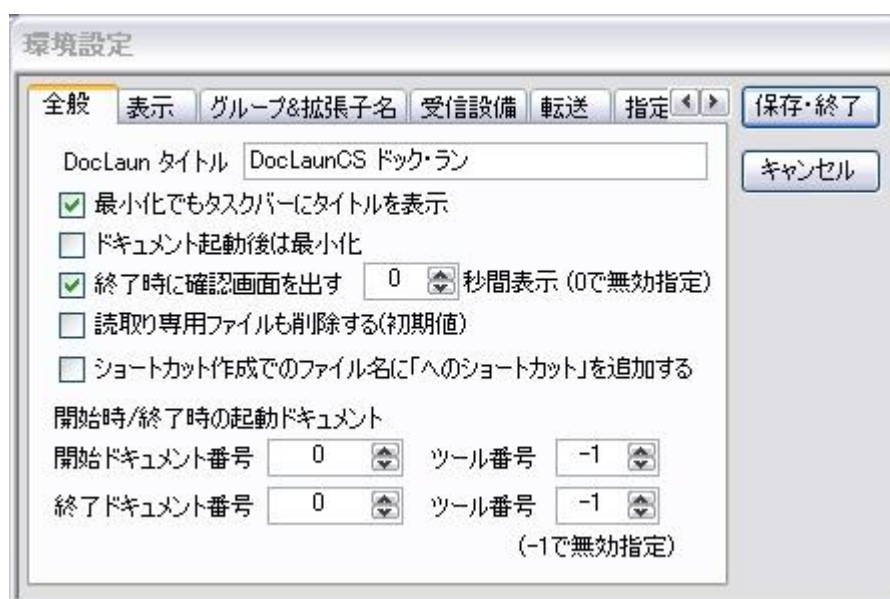 環境設定
全般 表示 グループ&拡張子名 受信設備 転送 指定
保存・終了
キャンセル
DocLaun タイトル DocLaunCS ドック・ラン
最小化でもタスクバーにタイトルを表示
ドキュメント起動後は最小化
終了時に確認画面を出す 0 秒間表示 (0で無効指定)
読取り専用ファイルも削除する(初期値)
ショートカット作成でのファイル名に「へのショートカット」を追加する
開始時/終了時の起動ドキュメント
開始ドキュメント番号 0 ツール番号 -1
終了ドキュメント番号 0 ツール番号 -1
(-1で無効指定)